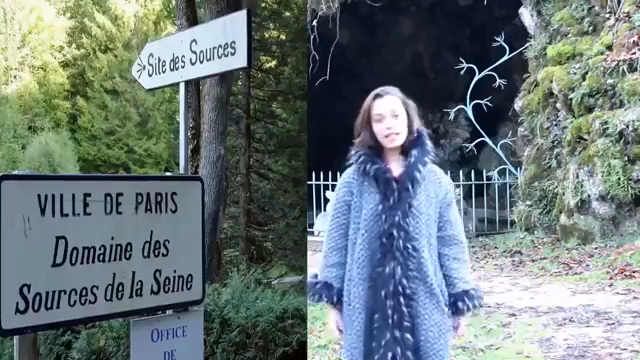 Site des Sources
VILLE DE PARIS
Domaine des
Sources de la Seine
OFFICE
DE